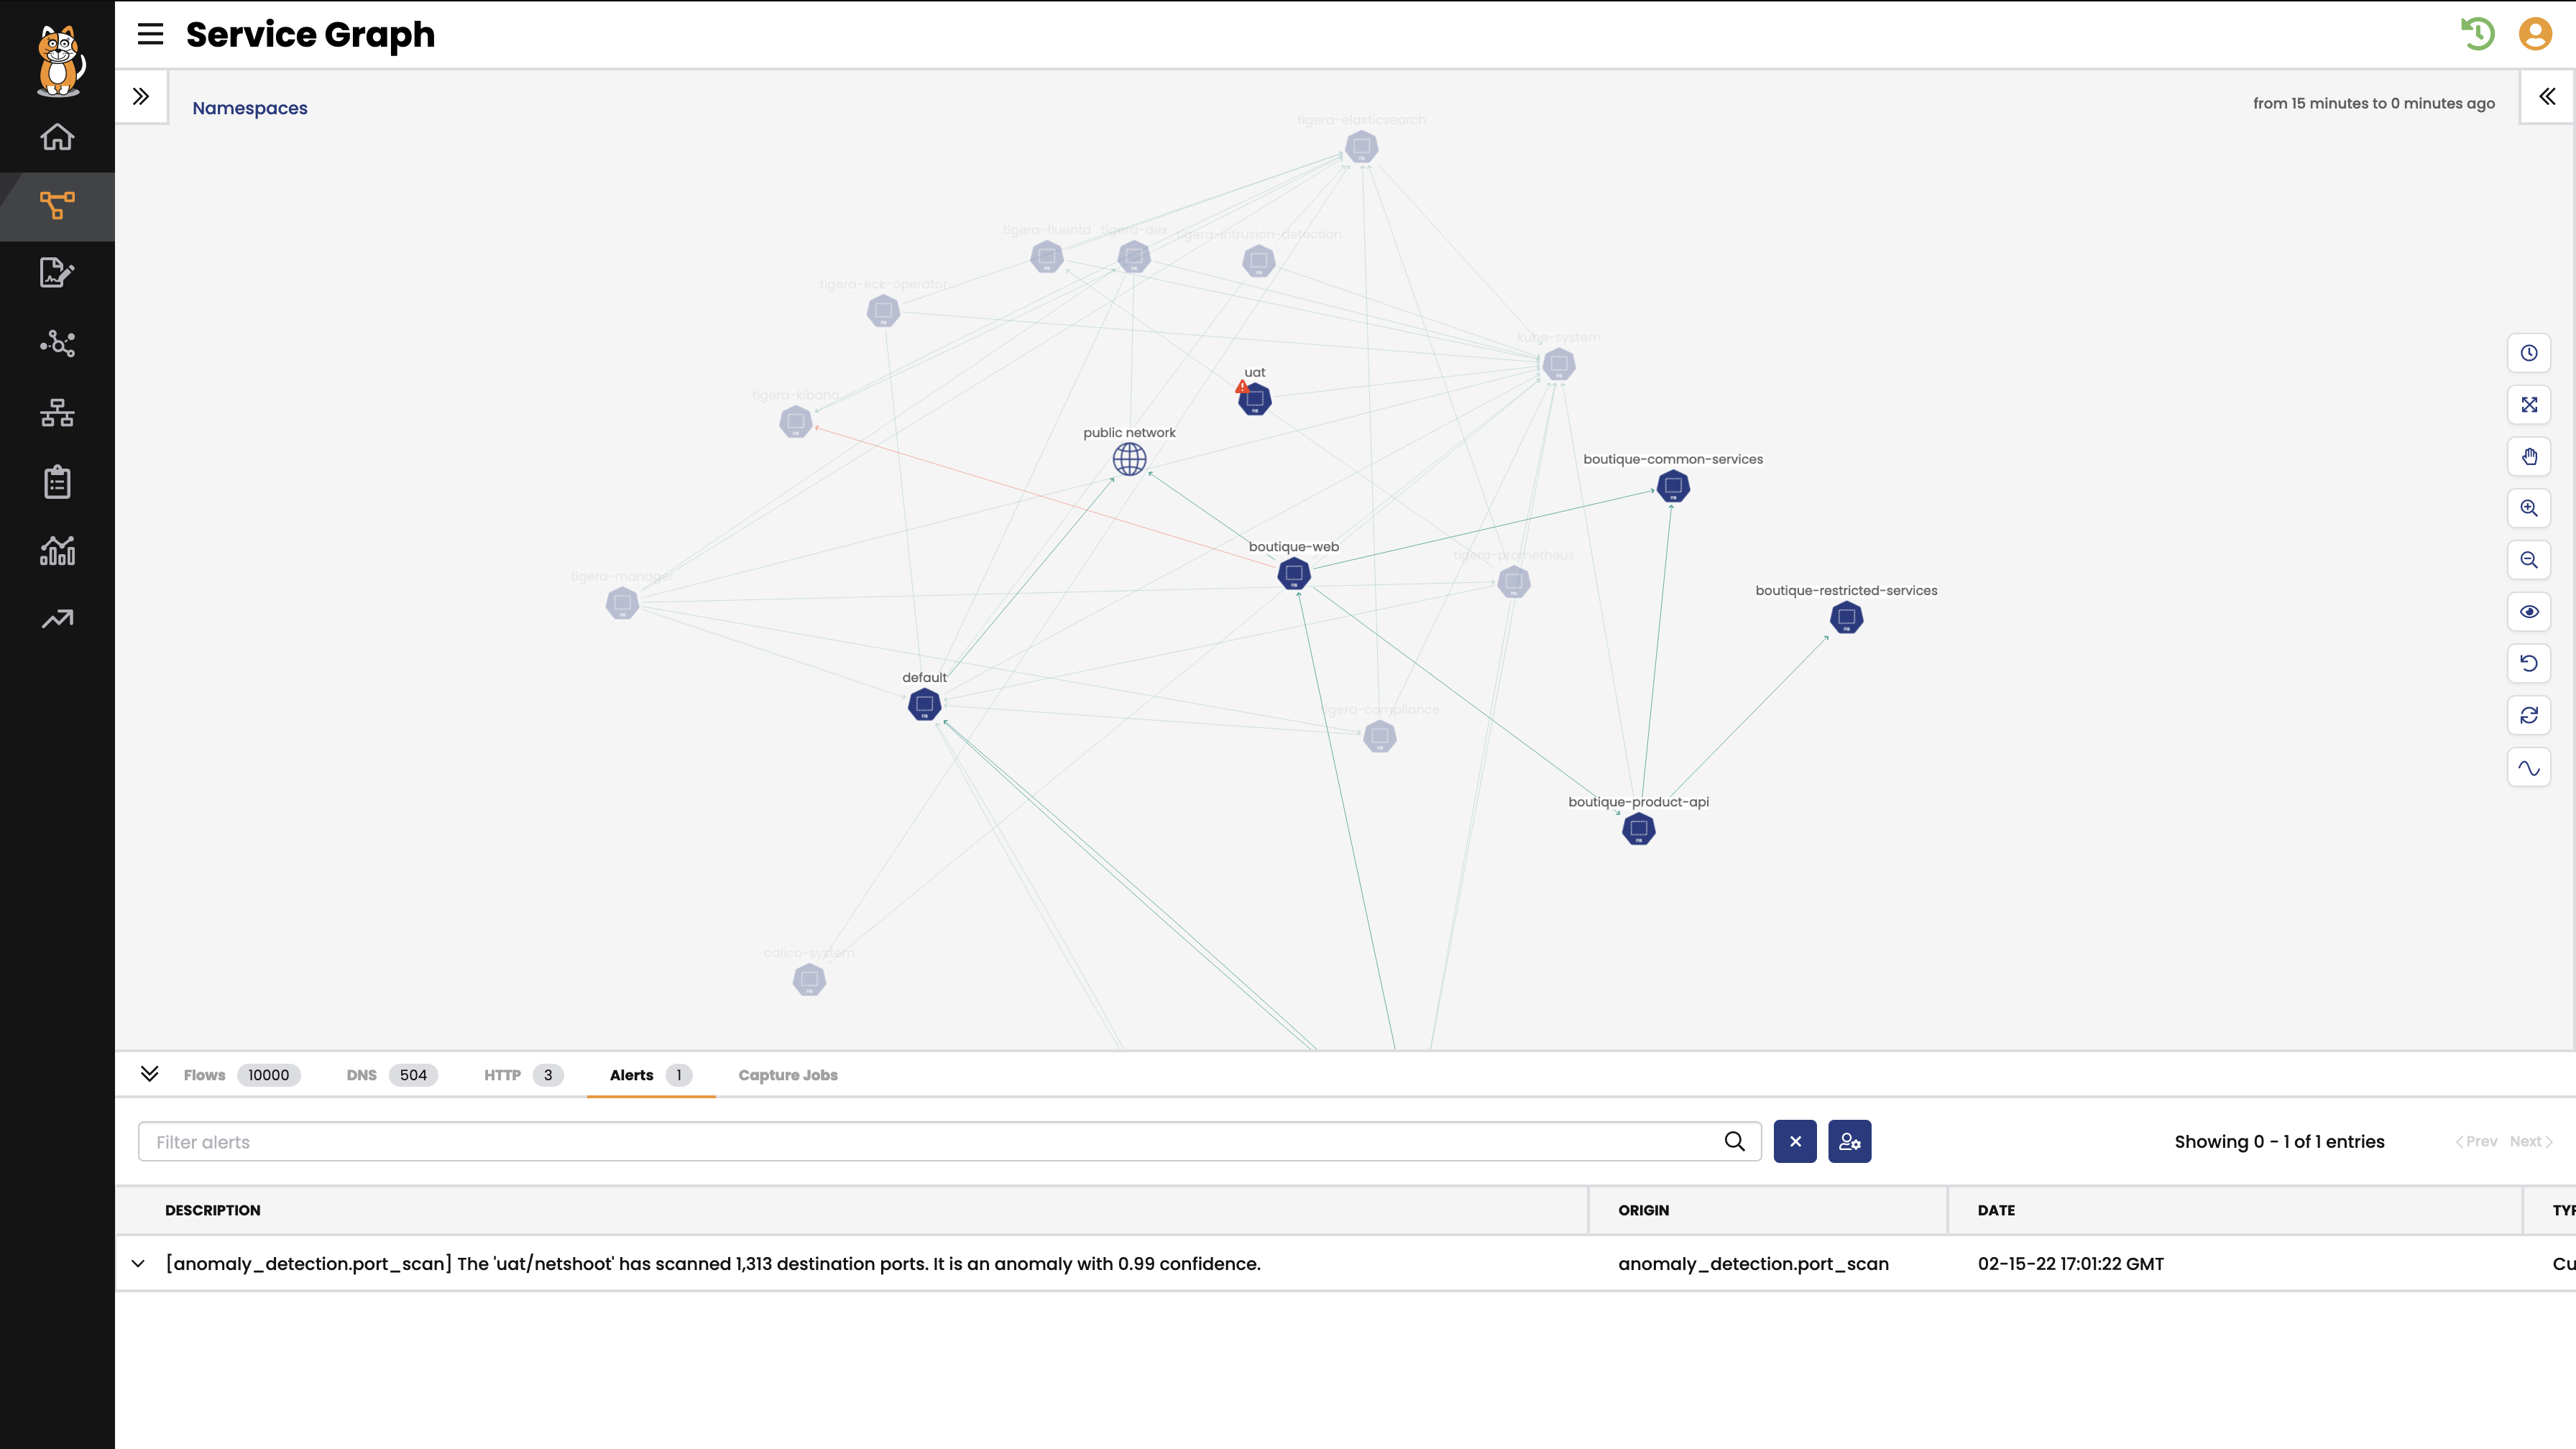 Service Graph
Namespaces
from 15 minutes to 0 minutes ago
tigera-elasticsearch
tigera-fluentd
tigera-dex
tigera-intrusion-detection
tigera-eck-operator
kube-system
uat
tigera-kibana
public network
boutique-common-services
boutique-web
tigera-prometheus
tigera-manager
boutique-restricted-services
default
tigera-compliance
boutique-product-api
calico-system
Flows 10000 DNS 504 HTTP 3 Alerts 1 Capture Jobs
Filter alerts
Showing 0 - 1 of 1 entries
Prev Next
DESCRIPTION ORIGIN DATE TYP
[anomaly_detection.port_scan] The 'uat/netshoot' has scanned 1,313 destination ports. It is an anomaly with 0.99 confidence. anomaly_detection.port_scan 02-15-22 17:01:22 GMT Cu